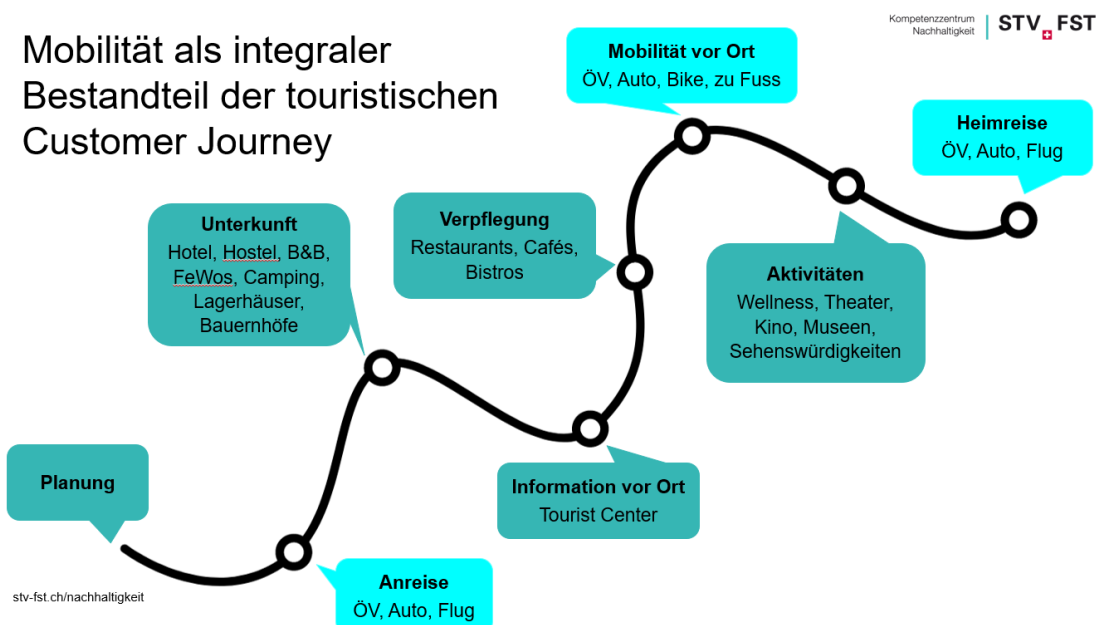 Kompetenzzentrum
Nachhaltigkeit
STV FST
Mobilität als integraler
Bestandteil der touristischen
Customer Journey
Mobilität vor Ort
ÖV, Auto, Bike, zu Fuss
Heimreise
ÖV, Auto, Flug
Unterkunft
Hotel, Hostel, B&B,
FeWos, Camping,
Lagerhäuser,
Bauernhöfe
Verpflegung
Restaurants, Cafés,
Bistros
Aktivitäten
Wellness, Theater,
Kino, Museen,
Sehenswürdigkeiten
Planung
Information vor Ort
Tourist Center
Anreise
ÖV, Auto, Flug
stv-fst.ch/nachhaltigkeit